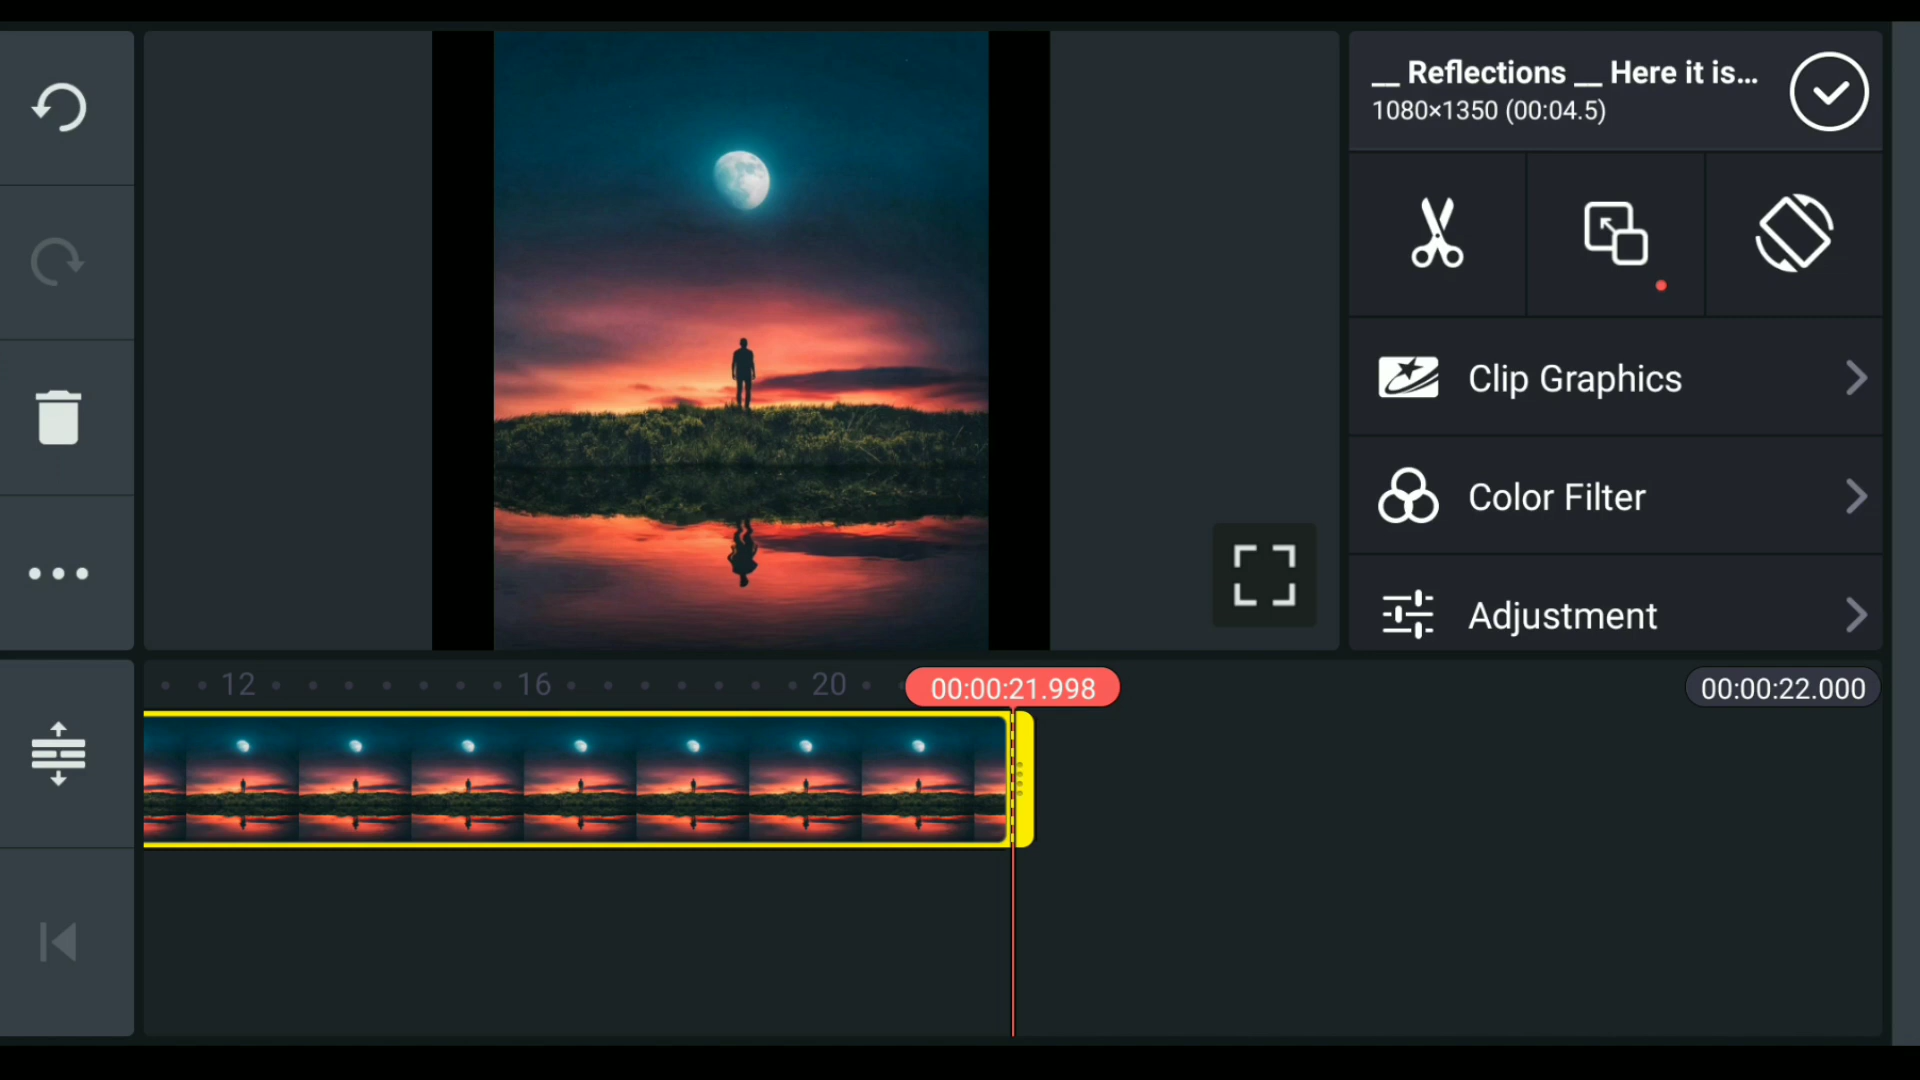 __ Reflections __ Here it is...
1080×1350 (00:04.5)
Clip Graphics
Color Filter
Adjustment
12
16
20
00:00:21.998
00:00:22.000